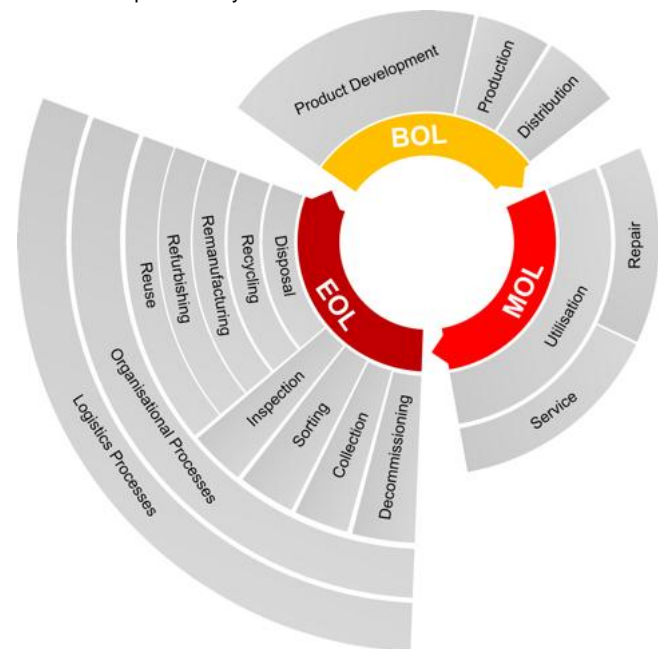 Product Development
Production
Distribution
BOL
Repair
Utilisation
MOL
Service
EOL
Disposal
Recycling
Remanufacturing
Refurbishing
Reuse
Inspection
Sorting
Collection
Decommissioning
Organisational Processes
Logistics Processes